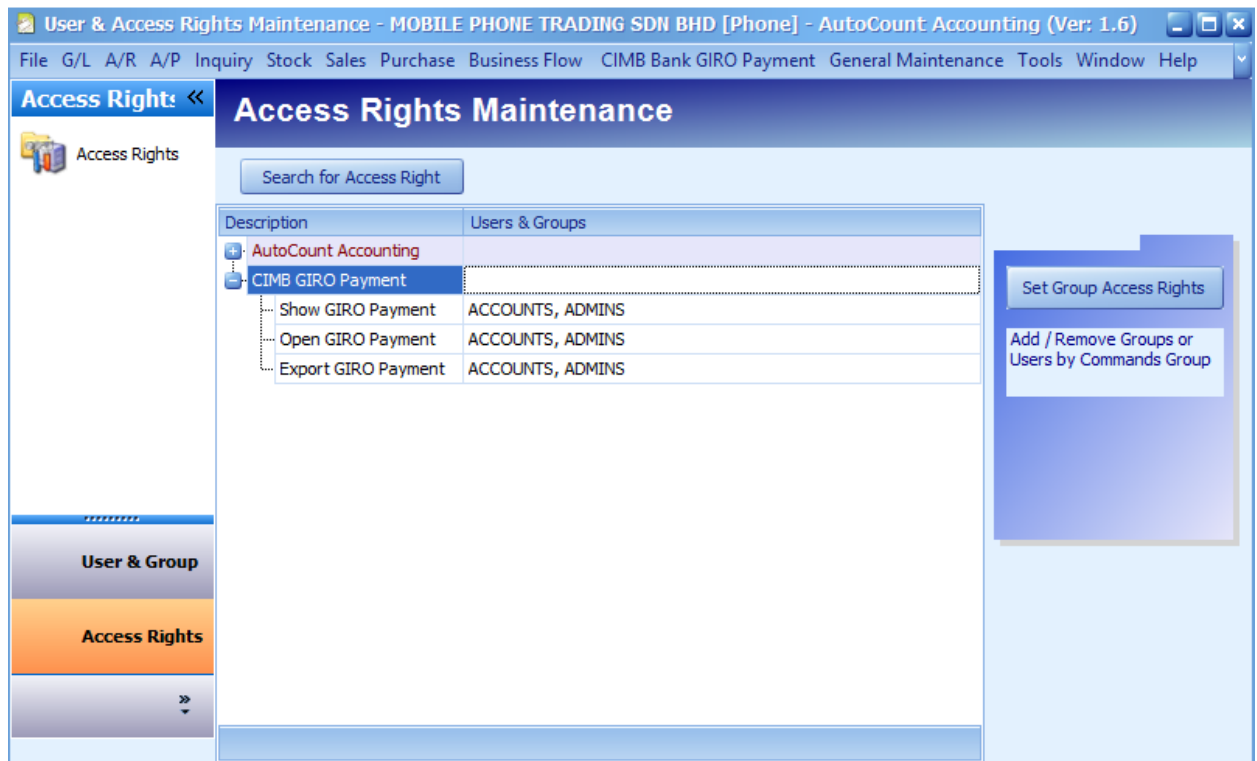 User & Access Rights Maintenance - MOBILE PHONE TRADING SDN BHD [Phone] - AutoCount Accounting (Ver: 1.6)
File G/L A/R A/P Inquiry Stock Sales Purchase Business Flow CIMB Bank GIRO Payment General Maintenance Tools Window Help
Access Rights
Access Rights Maintenance
Access Rights
Search for Access Right
Description Users & Groups
AutoCount Accounting
CIMB GIRO Payment
Show GIRO Payment ACCOUNTS, ADMINS
Open GIRO Payment ACCOUNTS, ADMINS
Export GIRO Payment ACCOUNTS, ADMINS
Set Group Access Rights
Add / Remove Groups or
Users by Commands Group
User & Group
Access Rights